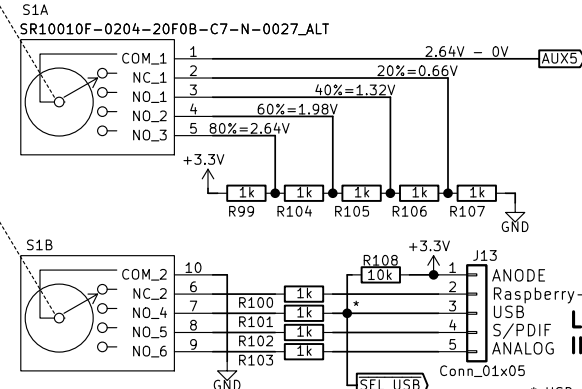 S1A
SR10010F-0204-20F0B-C7-N-0027_ALT
COM_1 1 2.64V - 0V AUX5
NC_1 2 20%=0.66V
NO_1 3 40%=1.32V
NO_2 4 60%=1.98V
NO_3 5 80%=2.64V
+3.3V
1k 1k 1k 1k 1k
R99 R104 R105 R106 R107
GND
S1B
+3.3V
R108 J13
COM_2 10 10k 1 ANODE
NC_2 6 R100 1k 2 Raspberry-
NO_4 7 R101 1k * 3 USB
NO_5 8 R102 1k 4 S/PDIF
NO_6 9 R103 1k 5 ANALOG
Conn_01x05
GND SEL_USB